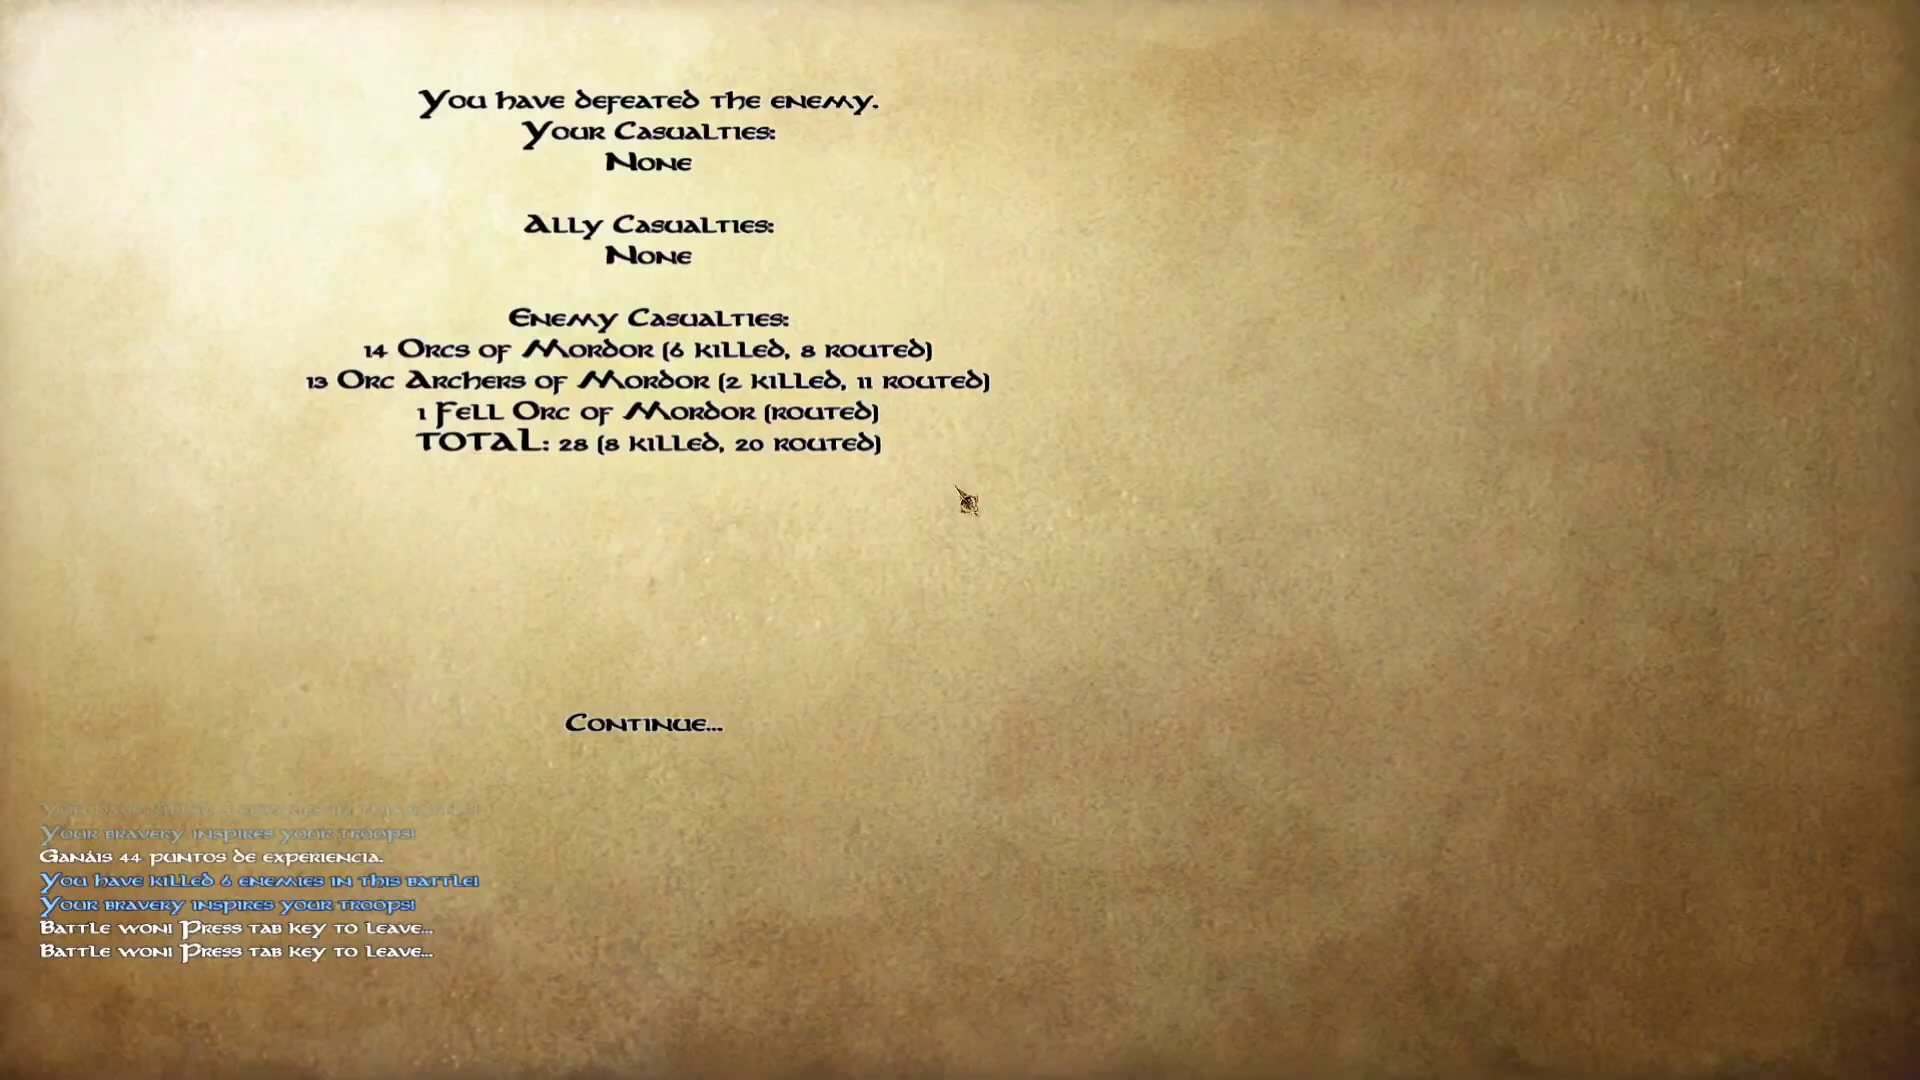 You have defeated the enemy.
Your Casualties:
None
Ally Casualties:
None
Enemy Casualties:
14 Orcs of Mordor (6 killed, 8 routed)
13 Orc Archers of Mordor (2 killed, 11 routed)
1 Fell Orc of Mordor (routed)
TOTAL: 28 (8 killed, 20 routed)
Continue...
Your bravery inspires your troops!
Ganáis 44 puntos de experiencia.
You have killed 6 enemies in this battle!
Your bravery inspires your troops!
Battle won! Press tab key to leave...
Battle won! Press tab key to leave...